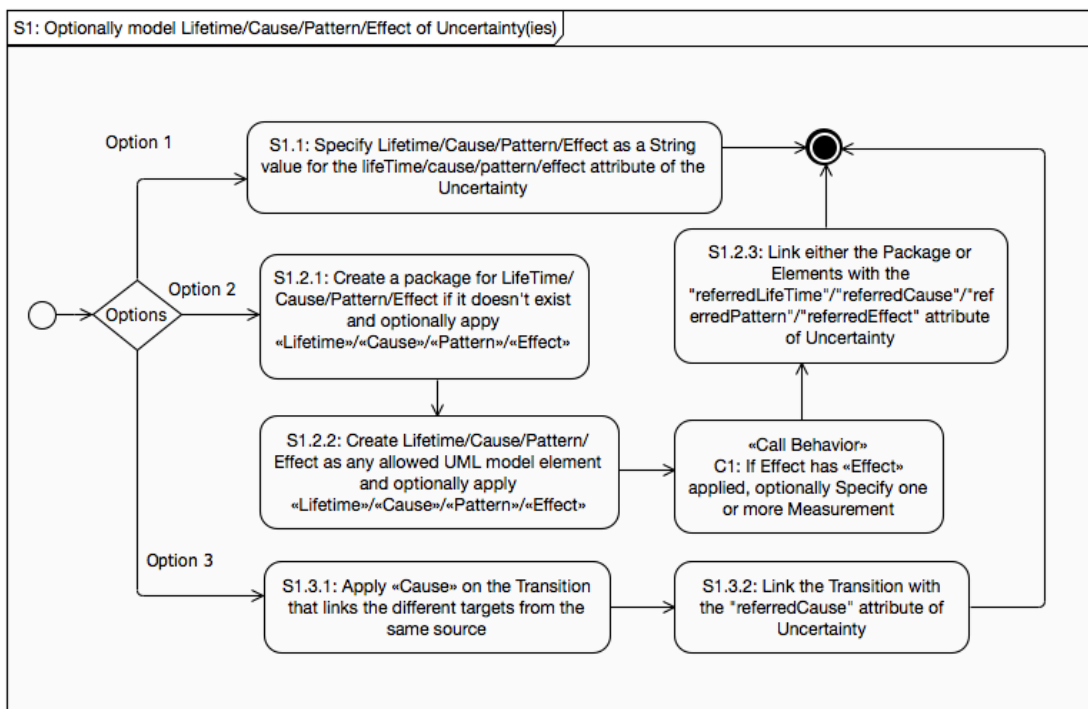 S1: Optionally model Lifetime/Cause/Pattern/Effect of Uncertainty(ies)
Option 1
S1.1: Specify Lifetime/Cause/Pattern/Effect as a String
value for the lifeTime/cause/pattern/effect attribute of the
Uncertainty
Options
Option 2
S1.2.1: Create a package for LifeTime/
Cause/Pattern/Effect if it doesn't exist
and optionally appy
«Lifetime»/«Cause»/«Pattern»/«Effect»
S1.2.3: Link either the Package or
Elements with the
"referredLifeTime"/"referredCause"/"ref
erredPattern"/"referredEffect" attribute
of Uncertainty
S1.2.2: Create Lifetime/Cause/Pattern/
Effect as any allowed UML model element
and optionally apply
«Lifetime»/«Cause»/«Pattern»/«Effect»
«Call Behavior»
C1: If Effect has «Effect»
applied, optionally Specify one
or more Measurement
Option 3
S1.3.1: Apply «Cause» on the Transition
that links the different targets from the
same source
S1.3.2: Link the Transition with
the "referredCause" attribute of
Uncertainty